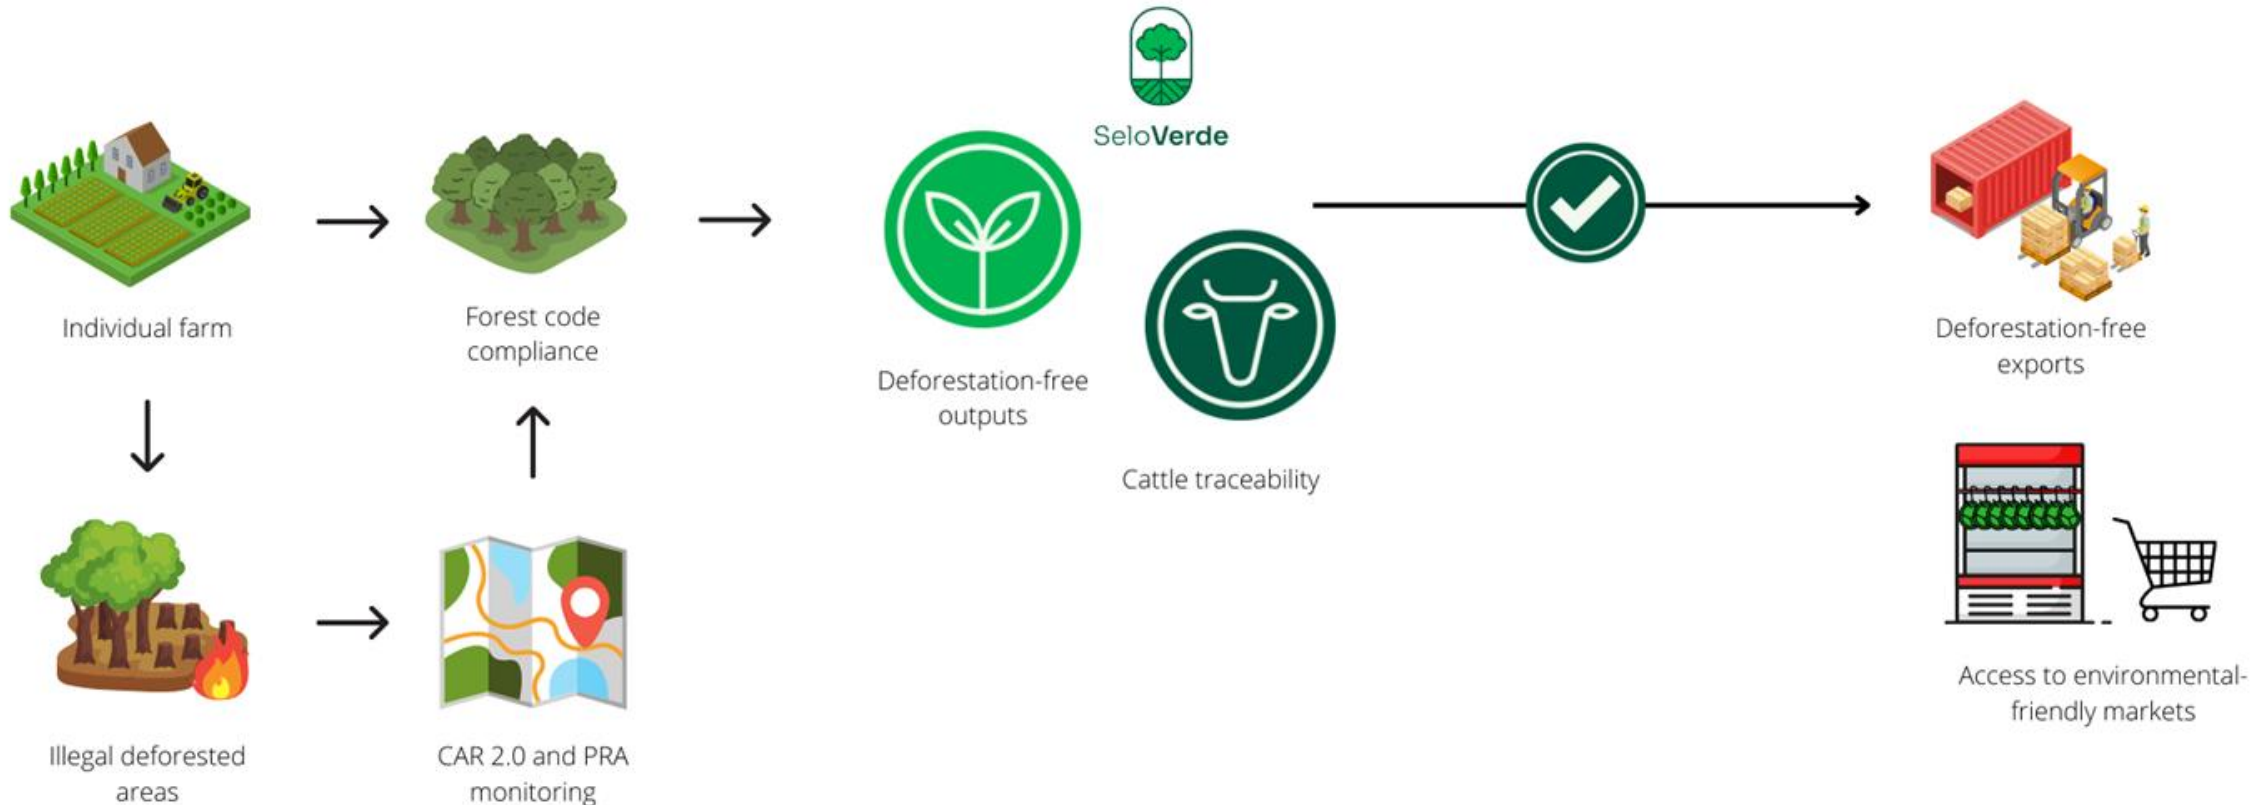 SeloVerde
Individual farm
Forest code
compliance
Deforestation-free
outputs
Cattle traceability
Deforestation-free
exports
Illegal deforested
areas
CAR 2.0 and PRA
monitoring
Access to environmental-
friendly markets